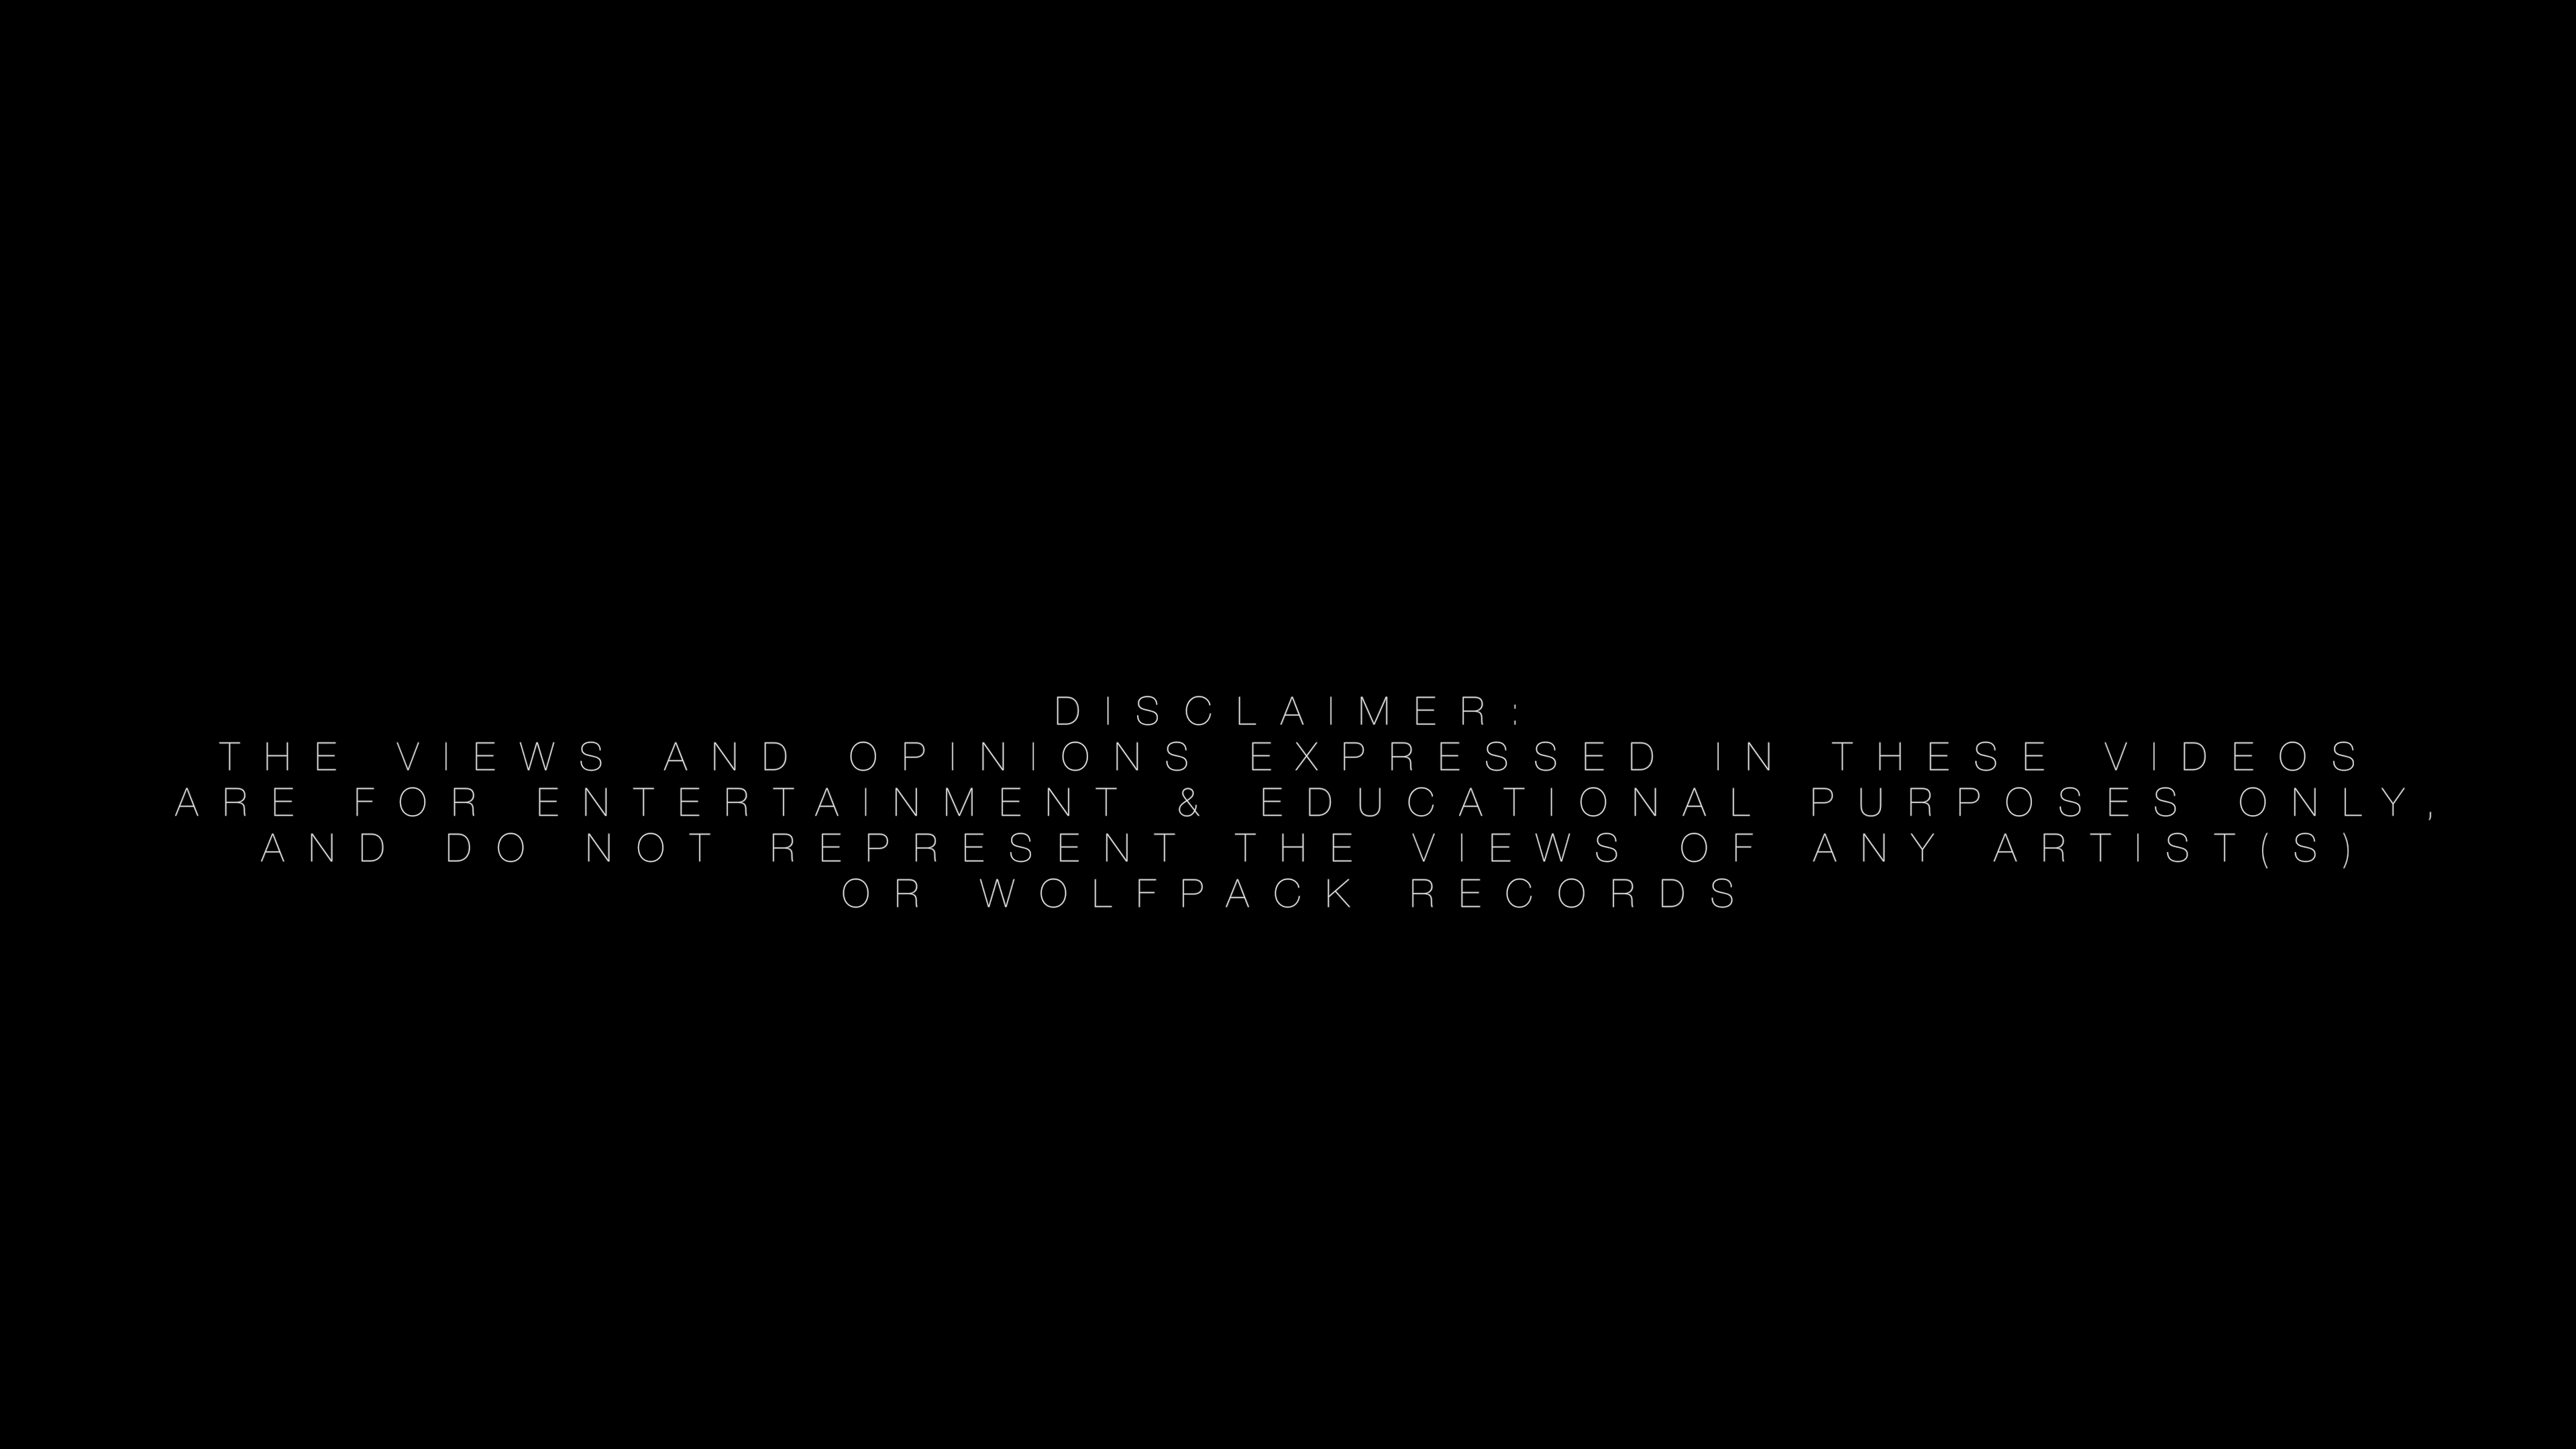 DISCLAIMER:
THE VIEWS AND OPINIONS EXPRESSED IN THESE VIDEOS
ARE FOR ENTERTAINMENT & EDUCATIONAL PURPOSES ONLY,
AND DO NOT REPRESENT THE VIEWS OF ANY ARTIST(S)
OR WOLFPACK RECORDS